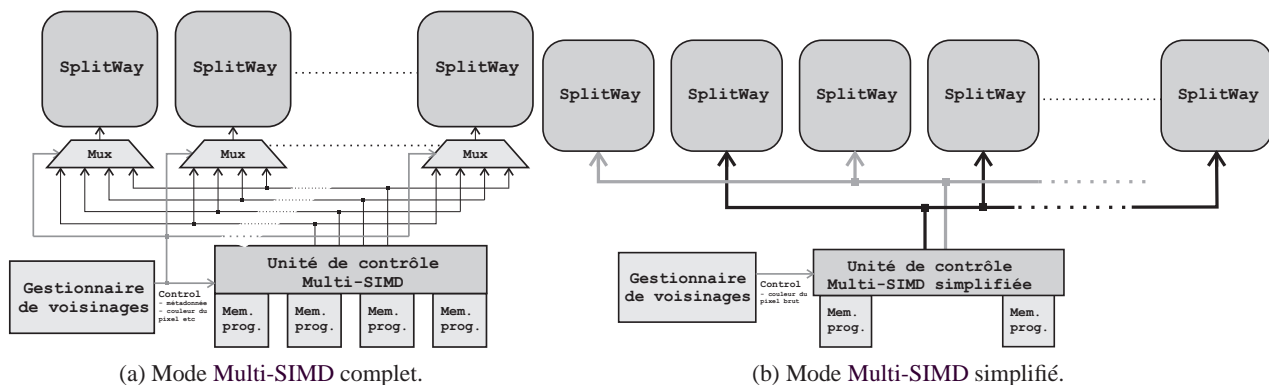 SplitWay
SplitWay
SplitWay
Mux
Mux
Mux
Gestionnaire
de voisinages
Control
- métadonnée
- couleur du
pixel etc
Unité de contrôle
Multi-SIMD
Mem.
prog.
Mem.
prog.
Mem.
prog.
Mem.
prog.
(a) Mode Multi-SIMD complet.
SplitWay
SplitWay
SplitWay
SplitWay
SplitWay
Gestionnaire
de voisinages
Control
- couleur du
pixel brut
Unité de contrôle
Multi-SIMD simplifiée
Mem.
prog.
Mem.
prog.
(b) Mode Multi-SIMD simplifié.